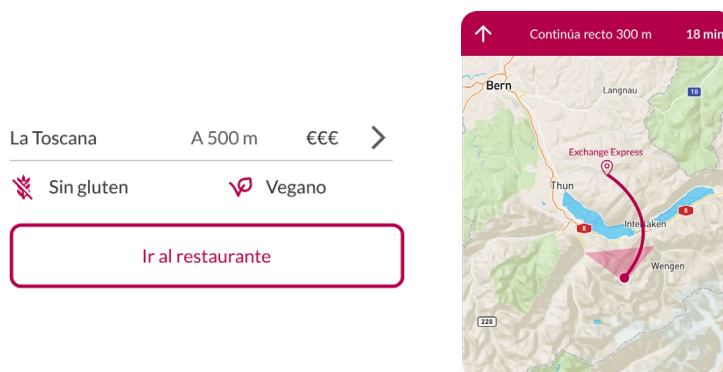 La Toscana A 500 m €€€
Sin gluten Vegano
Ir al restaurante
Continúa recto 300 m 18 min
Bern
Langnau
10
Exchange Express
Thun
8
Interlaken
8
Wengen
220